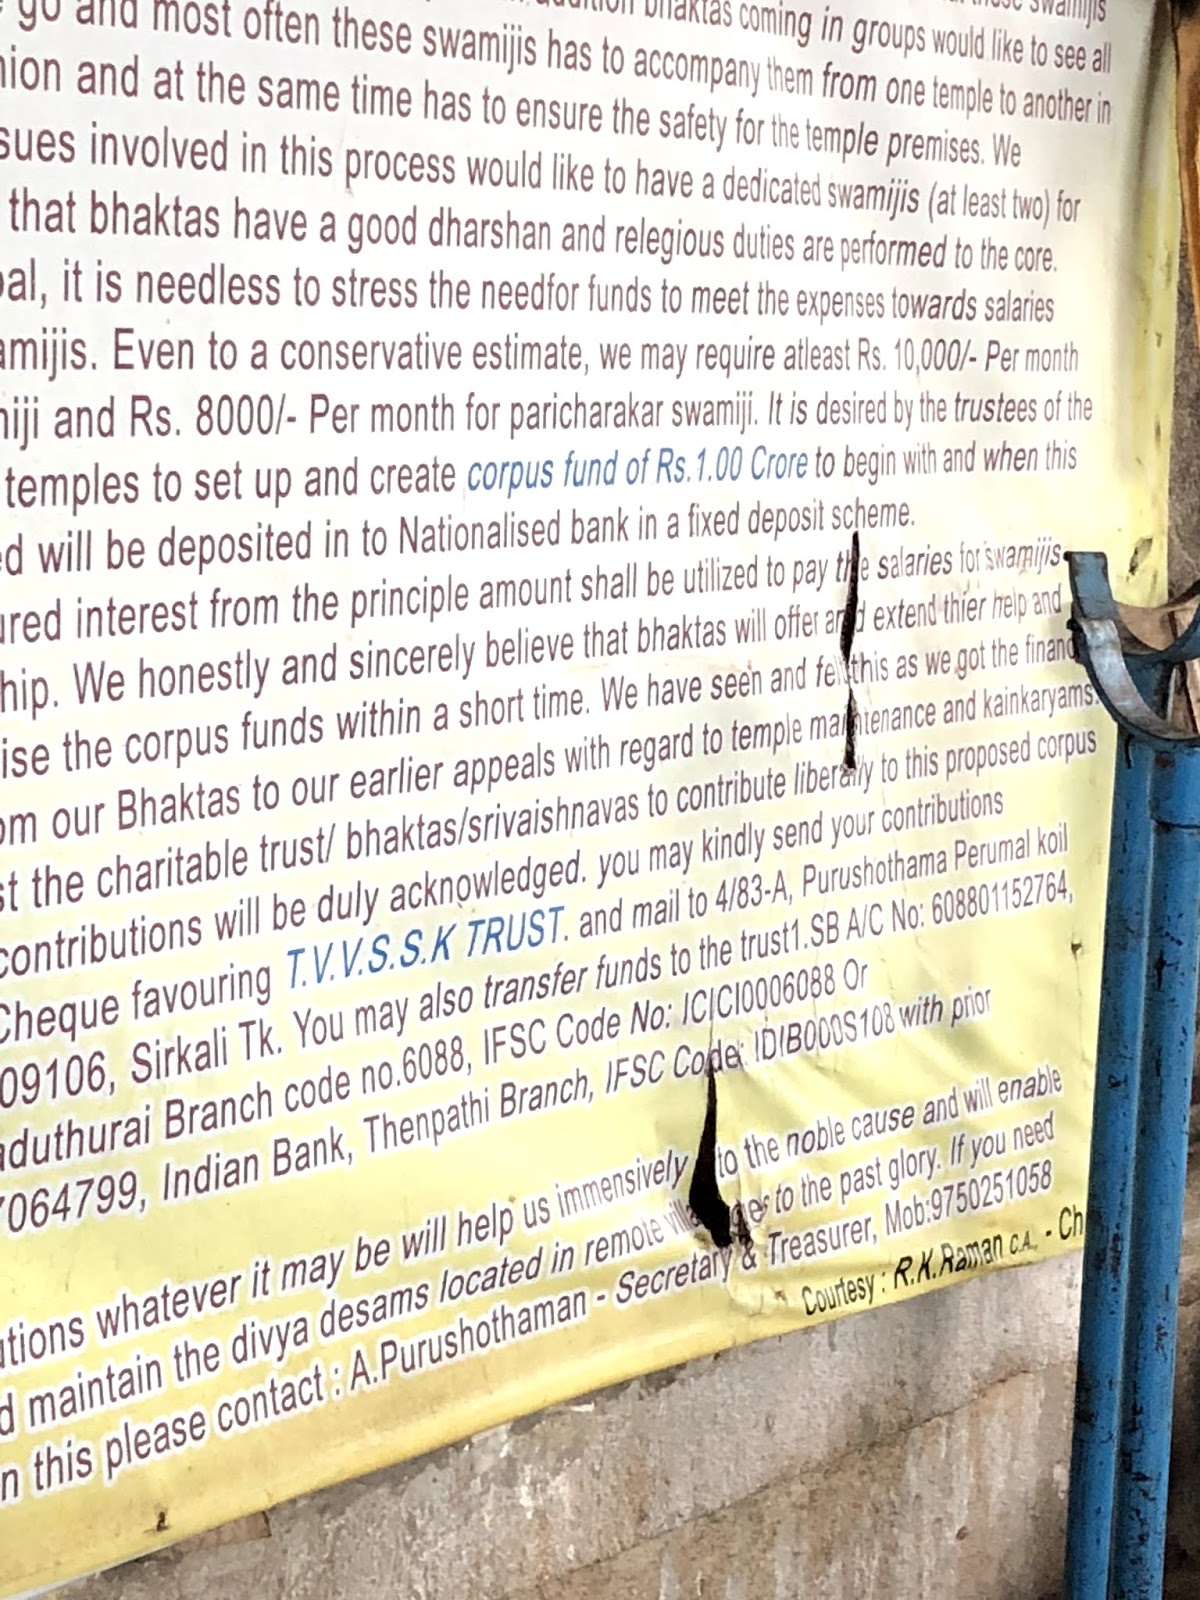 go and most often these swamijis has to accompany them from one temple to another in
bhaktas coming in groups would like to see all
and at the same time has to ensure the safety for the temple premises. We
involved in this process would like to have a dedicated swamijis (at least two) for
that bhaktas have a good dharshan and relegious duties are performed to the core.
it is needless to stress the needfor funds to meet the expenses towards salaries
Even to a conservative estimate, we may require atleast Rs. 10,000/- Per month
and Rs. 8000/- Per month for paricharakar swamiji. It is desired by the trustees of the
temples to set up and create corpus fund of Rs.1.00 Crore to begin with and when this
will be deposited in to Nationalised bank in a fixed deposit scheme.
interest from the principle amount shall be utilized to pay the salaries for swamijis
We honestly and sincerely believe that bhaktas will offer and extend thier help and
the corpus funds within a short time. We have seen and felt this as we got the financ
our Bhaktas to our earlier appeals with regard to temple maintenance and kainkaryams.
the charitable trust/ bhaktas/srivaishnavas to contribute liberally to this proposed corpus
contributions will be duly acknowledged. you may kindly send your contributions
Cheque favouring T.V.V.S.S.K TRUST. and mail to 4/83-A, Purushothama Perumal koil
09106, Sirkali Tk. You may also transfer funds to the trust1.SB A/C No: 608801152764,
aduthurai Branch code no.6088, IFSC Code No: ICICI0006088 Or
7064799, Indian Bank, Thenpathi Branch, IFSC Code: IDIB000S108 with prior
whatever it may be will help us immensively to the noble cause and will enable
maintain the divya desams located in remote villages to the past glory. If you need
this please contact : A.Purushothaman - Secretary & Treasurer, Mob:9750251058
Courtesy : R.K.Raman C.A. - Ch